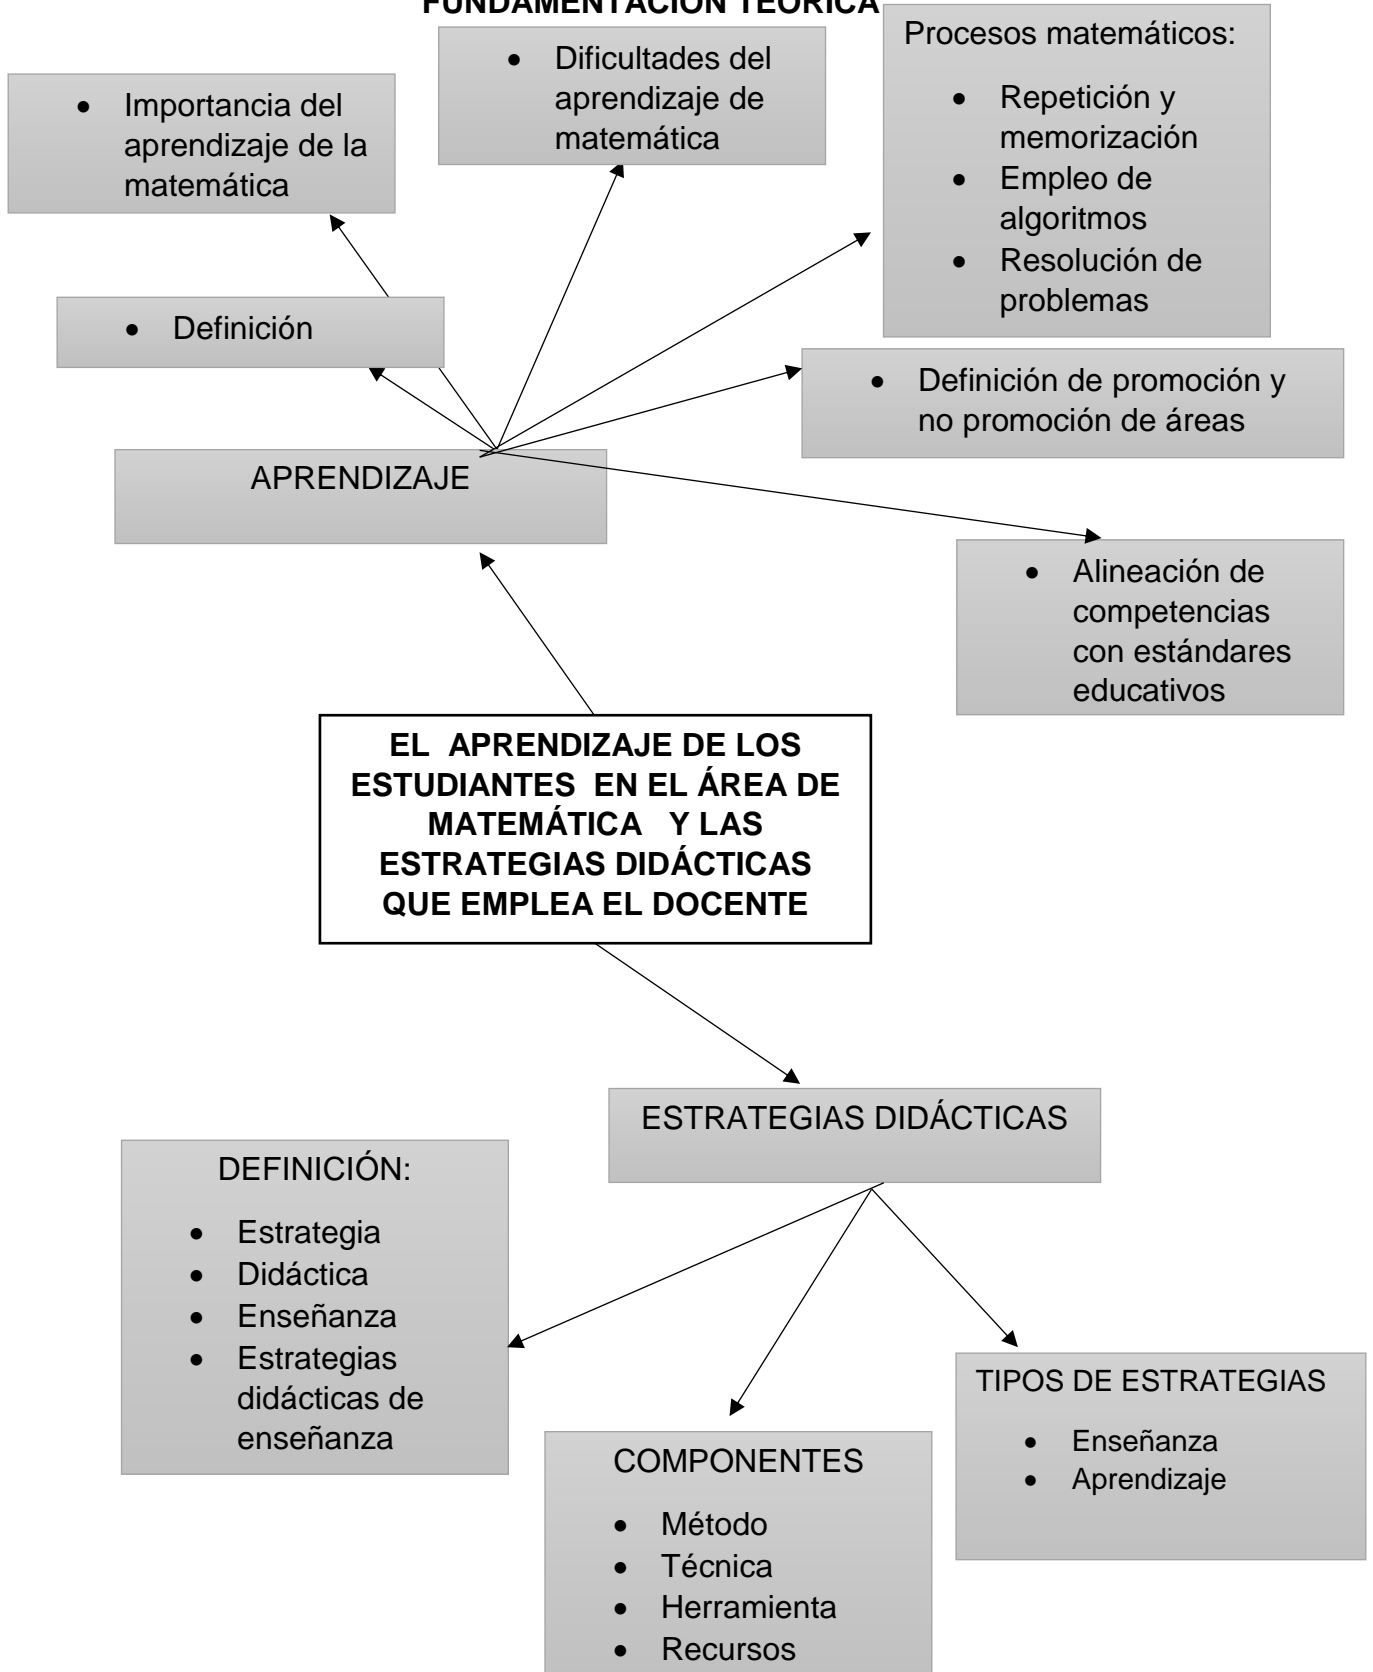 FUNDAMENTACIÓN TEÓRICA
• Importancia del
aprendizaje de la
matemática
• Dificultades del
aprendizaje de
matemática
Procesos matemáticos:
• Repetición y
memorización
• Empleo de
algoritmos
• Resolución de
problemas
• Definición
• Definición de promoción y
no promoción de áreas
APRENDIZAJE
• Alineación de
competencias
con estándares
educativos
EL APRENDIZAJE DE LOS
ESTUDIANTES EN EL ÁREA DE
MATEMÁTICA Y LAS
ESTRATEGIAS DIDÁCTICAS
QUE EMPLEA EL DOCENTE
ESTRATEGIAS DIDÁCTICAS
DEFINICIÓN:
• Estrategia
• Didáctica
• Enseñanza
• Estrategias
didácticas de
enseñanza
COMPONENTES
• Método
• Técnica
• Herramienta
• Recursos
TIPOS DE ESTRATEGIAS
• Enseñanza
• Aprendizaje